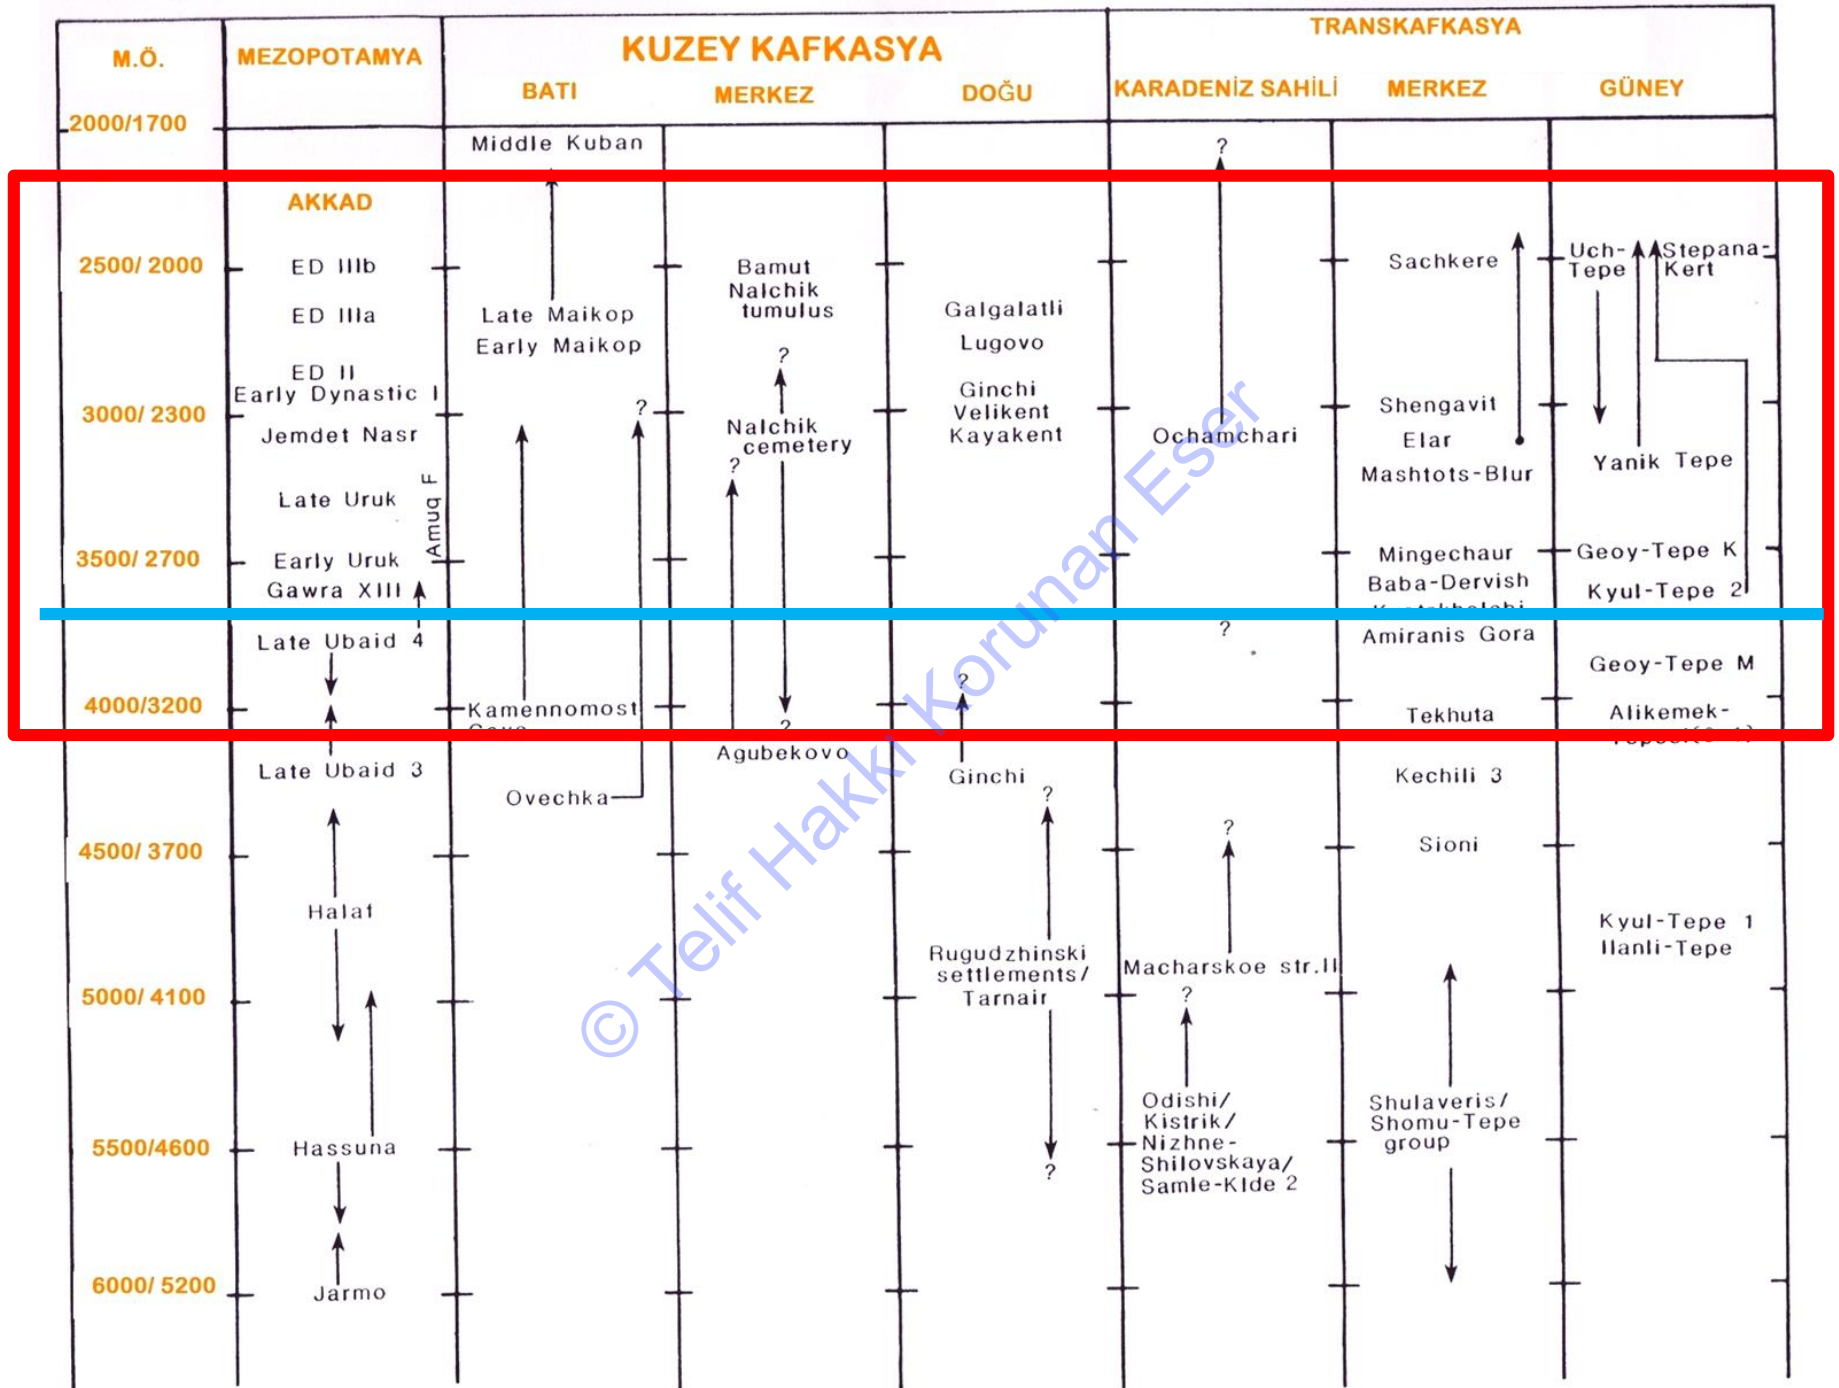 M.Ö.
MEZOPOTAMYA
KUZEY KAFKASYA
TRANSKAFKASYA
BATI
MERKEZ
DOĞU
KARADENİZ SAHİLİ
MERKEZ
GÜNEY
2000/1700
Middle Kuban
?
AKKAD
2500/ 2000
ED IIIb
Bamut
Nalchik
tumulus
Sachkere
Uch-
Tepe
Stepana-
Kert
ED IIIa
Late Maikop
Early Maikop
Galgalatli
Lugovo
?
ED II
Early Dynastic I
Ginchi
Velikent
Kayakent
3000/ 2300
?
Shengavit
Jemdet Nasr
Nalchik
cemetery
?
Ochamchari
Elar
Mashtots-Blur
Yanik Tepe
Amuq F
Late Uruk
3500/ 2700
Early Uruk
Mingechaur
Geoy-Tepe K
Gawra XIII
Baba-Dervish
Kyul-Tepe 2
Late Ubaid 4
?
Amiranis Gora
Geoy-Tepe M
?
4000/3200
Kamennomost
?
Tekhuta
Alikemek-
Agubekovo
Late Ubaid 3
Ginchi
Kechili 3
Ovechka
?
?
4500/ 3700
Sioni
Halaf
Kyul-Tepe 1
Ilanli-Tepe
Rugudzhinski
settlements/
Tarnair
Macharskoe str.II
5000/ 4100
?
Odishi/
Kistrik/
Nizhne-
Shilovskaya/
Samle-Klde 2
Shulaveris/
Shomu-Tepe
group
5500/4600
Hassuna
?
6000/ 5200
Jarmo
© Telif Hakkı Korunan Eser